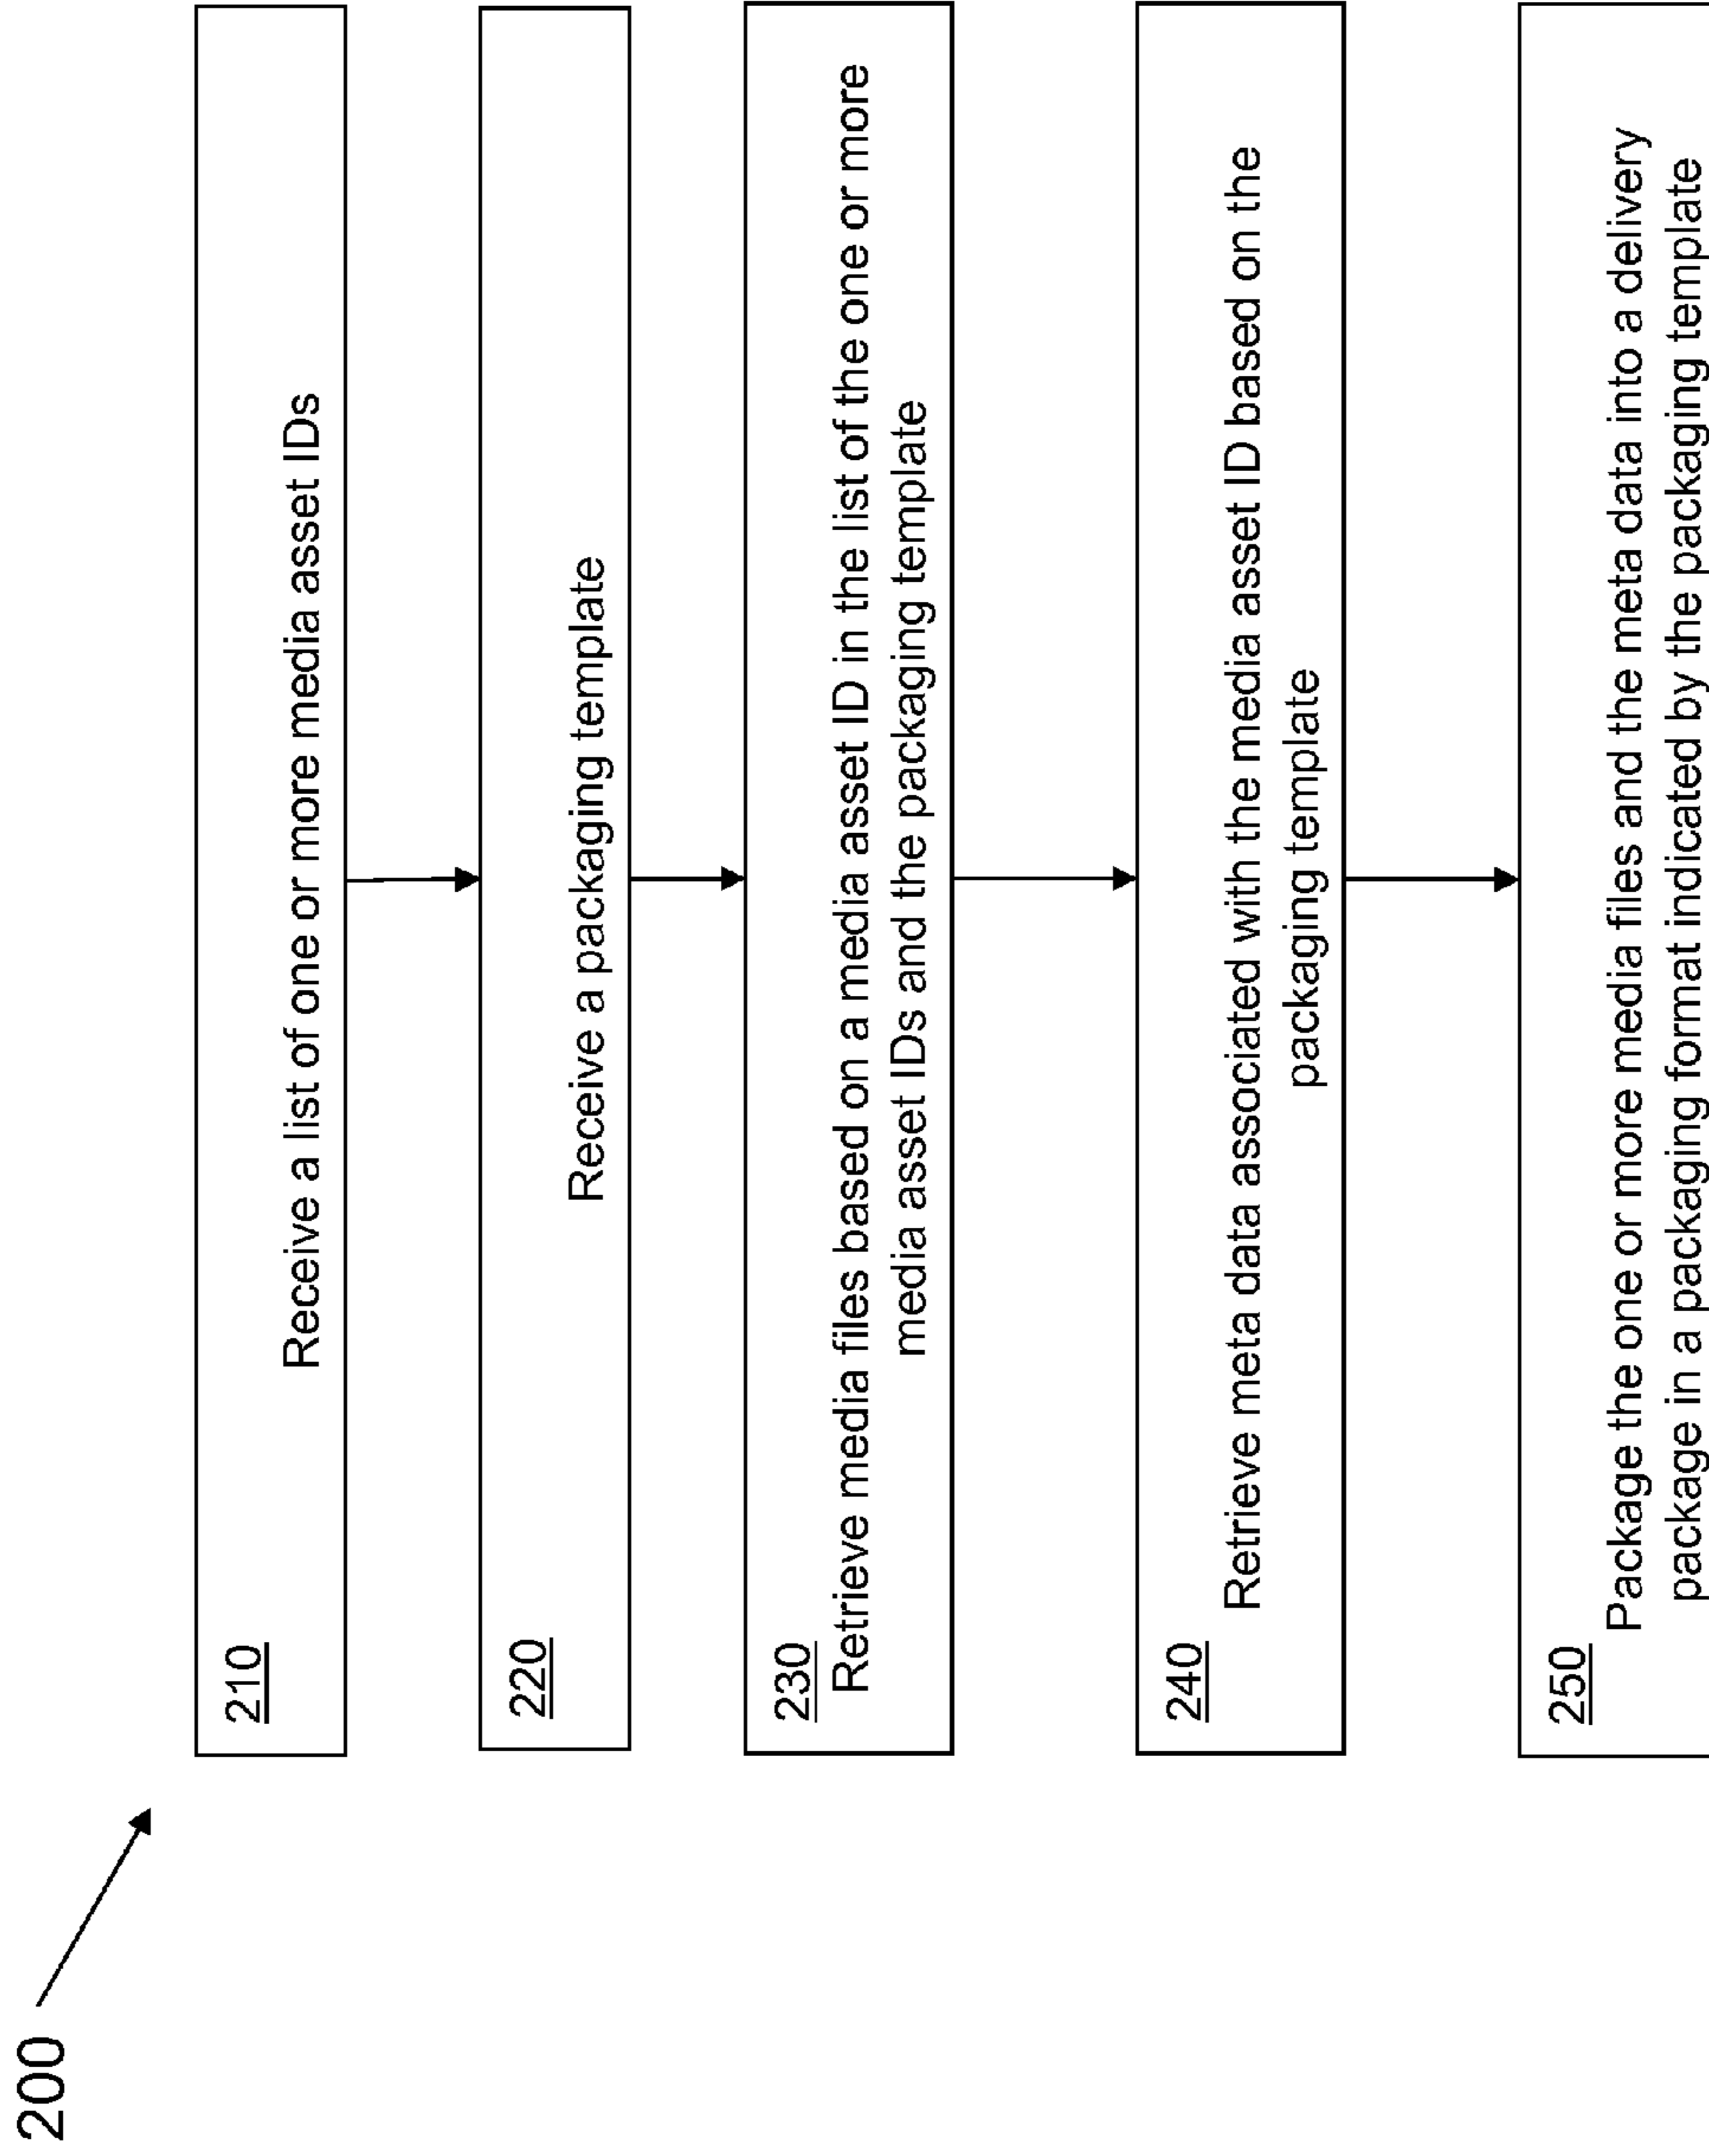 200
210
Receive a list of one or more media asset IDs
220
Receive a packaging template
230
Retrieve media files based on a media asset ID in the list of the one or more
media asset IDs and the packaging template
240
Retrieve meta data associated with the media asset ID based on the
packaging template
250
Package the one or more media files and the meta data into a delivery
package in a packaging format indicated by the packaging template